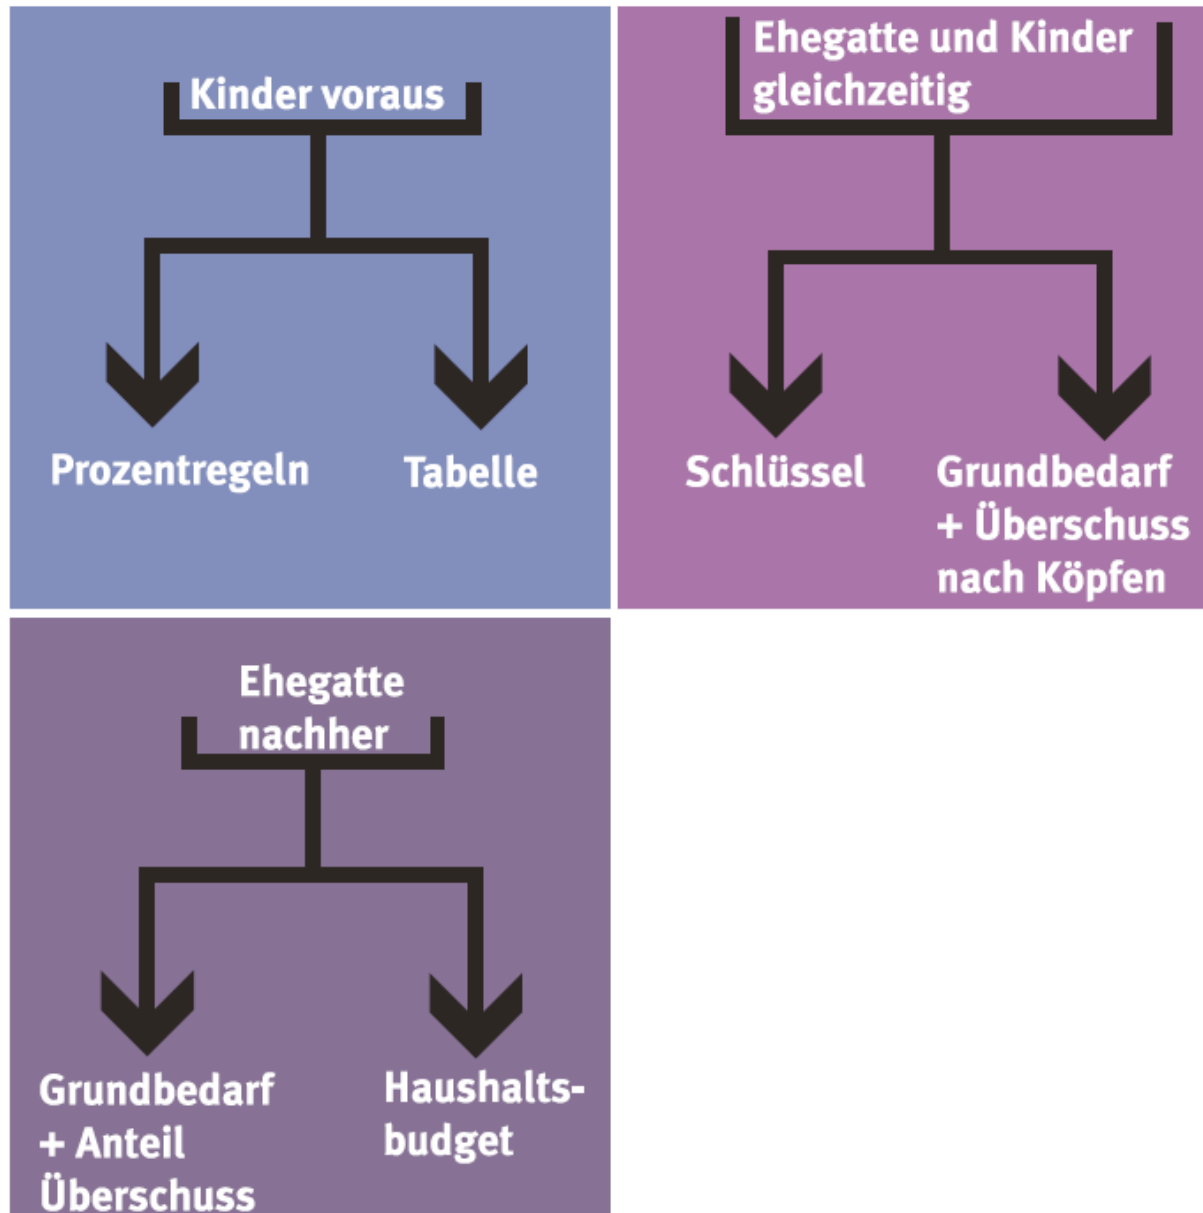 Kinder voraus
Prozentregeln
Tabelle
Ehegatte und Kinder
gleichzeitig
Schlüssel
Grundbedarf
+ Überschuss
nach Köpfen
Ehegatte
nachher
Grundbedarf
+ Anteil
Überschuss
Haushalts-
budget